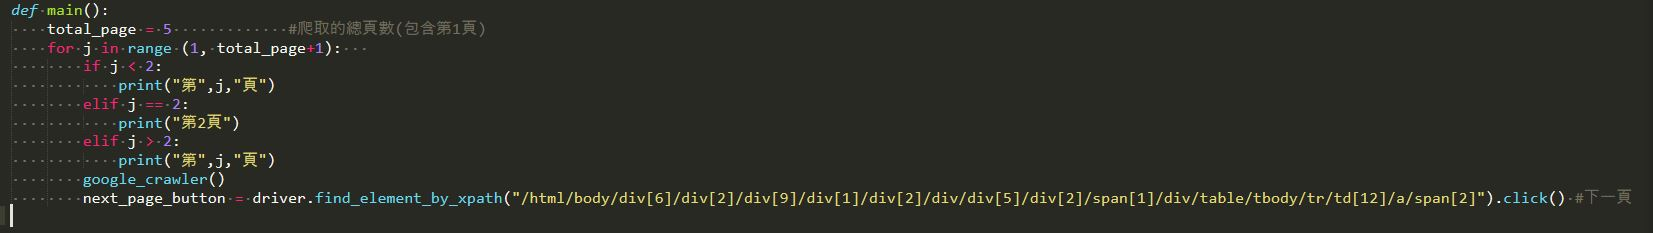 def main():
    total_page = 5             #爬取的總頁數(包含第1頁)
    for j in range (1, total_page+1):
        if j < 2:
            print("第",j,"頁")
        elif j == 2:
            print("第2頁")
        elif j > 2:
            print("第",j,"頁")
        google_crawler()
        next_page_button = driver.find_element_by_xpath("/html/body/div[6]/div[2]/div[9]/div[1]/div[2]/div/div[5]/div[2]/span[1]/div/table/tbody/tr/td[12]/a/span[2]").click() #下一頁